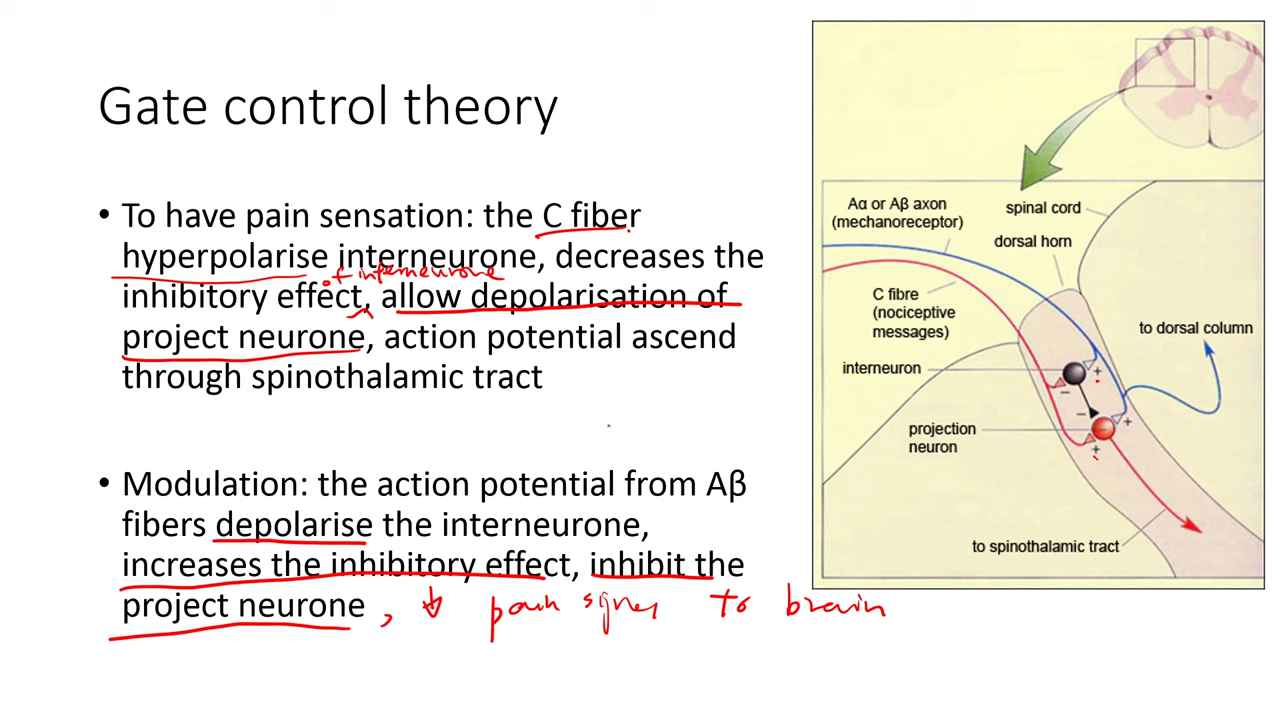 Gate control theory
• To have pain sensation: the C fiber
hyperpolarise interneurone, decreases the
of interneurone
inhibitory effect, allow depolarisation of
project neurone, action potential ascend
through spinothalamic tract
• Modulation: the action potential from Aβ
fibers depolarise the interneurone,
increases the inhibitory effect, inhibit the
project neurone, ↓ pain to brain
Aα or Aβ axon
(mechanoreceptor)
spinal cord
dorsal horn
C fibre
(nociceptive
messages)
to dorsal column
interneuron
+
−
−
+
projection
neuron
+
to spinothalamic tract